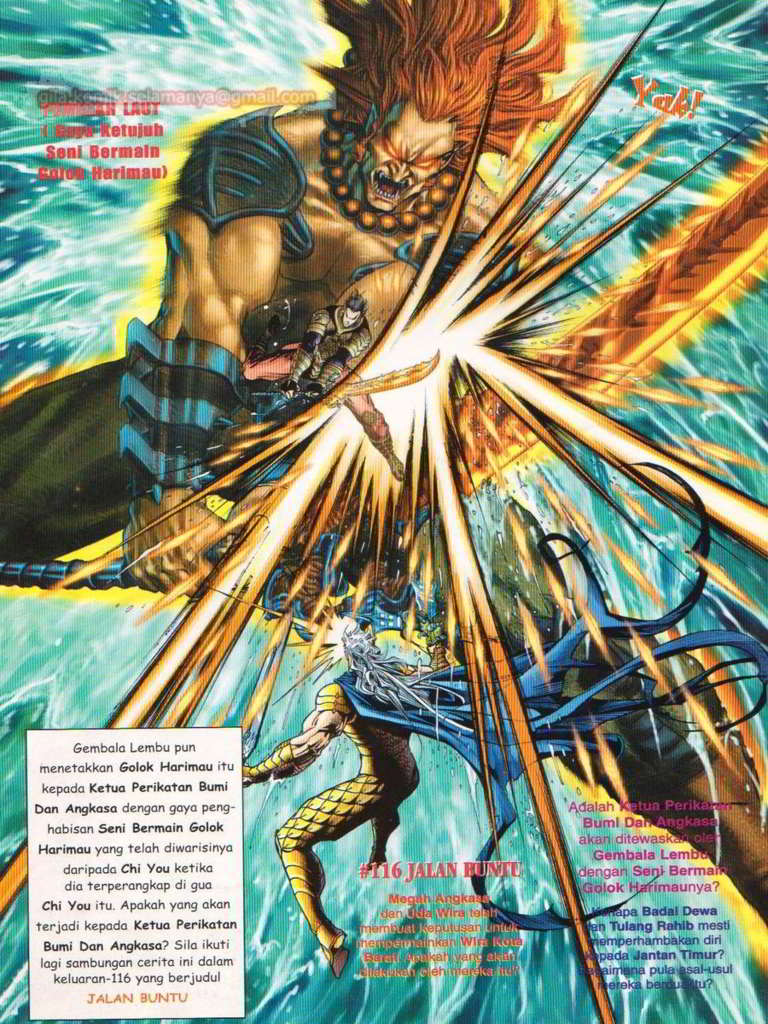 selamanya@gmail.com
LAUT
( Gaya Ketujuh
Seni Bermain
Golok Harimau)
Yak!
Gembala Lembu pun
menetakkan Golok Harimau itu
kepada Ketua Perikatan Bumi
Dan Angkasa dengan gaya peng-
habisan Seni Bermain Golok
Harimau yang telah diwarisinya
daripada Chi You ketika
dia terperangkap di gua
Chi You itu. Apakah yang akan
terjadi kepada Ketua Perikatan
Bumi Dan Angkasa? Sila ikuti
lagi sambungan cerita ini dalam
keluaran-116 yang berjudul
JALAN BUNTU
#116 JALAN BUNTU
Megah Angkasa
dan Uda Wira telah
membuat keputusan untuk
mempermainkan Wira Kota
Barat. Apakah yang akan
dilakukan oleh mereka itu?
Adalah Ketua Perikatan
Bumi Dan Angkasa
akan ditewaskan oleh
Gembala Lembu
dengan Seni Bermain
Golok Harimaunya?
Kenapa Badai Dewa
dan Tulang Rahib mesti
memperhambakan diri
kepada Jantan Timur?
Bagaimana pula asal-usul
mereka berdua itu?